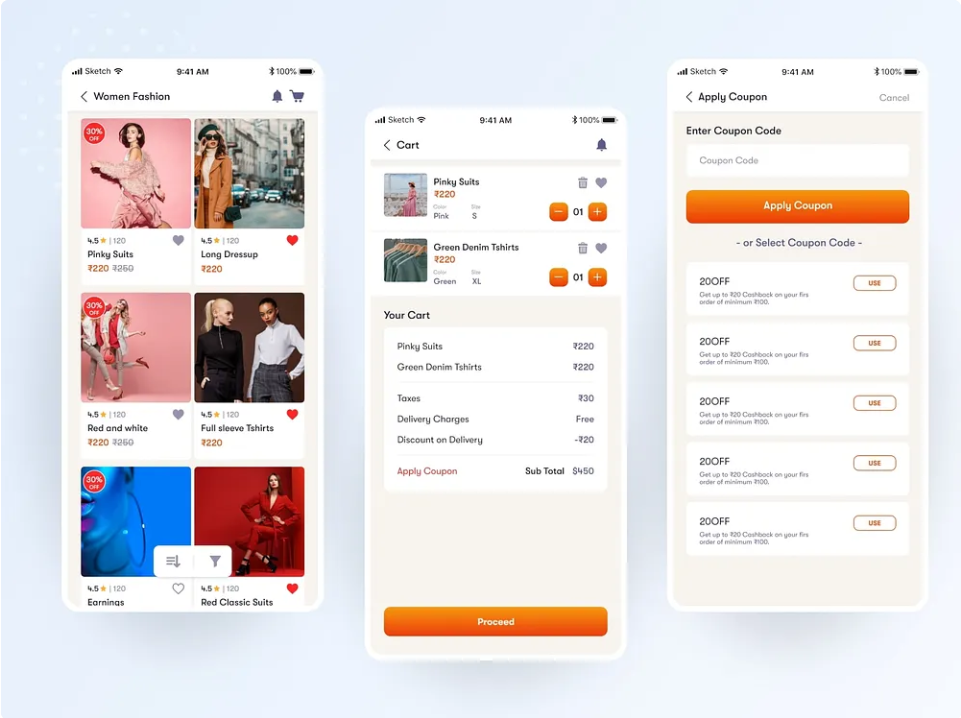 Sketch 9:41 AM 100%
Women Fashion
30%
OFF
4.5 | 120
Pinky Suits
₹220 ₹250
4.5 | 120
Long Dressup
₹220
30%
OFF
4.5 | 120
Red and white
₹220 ₹250
4.5 | 120
Full sleeve Tshirts
₹220
30%
OFF
4.5 | 120
Earnings
4.5 | 120
Red Classic Suits
Sketch 9:41 AM 100%
Cart
Pinky Suits
₹220
Color Size
Pink S
01
Green Denim Tshirts
₹220
Color Size
Green XL
01
Your Cart
Pinky Suits ₹220
Green Denim Tshirts ₹220
Taxes ₹30
Delivery Charges Free
Discount on Delivery -₹20
Apply Coupon Sub Total $450
Proceed
Sketch 9:41 AM 100%
Apply Coupon Cancel
Enter Coupon Code
Coupon Code
Apply Coupon
- or Select Coupon Code -
20OFF
Get up to ₹20 Cashback on your firs
order of minimum ₹100.
USE
20OFF
Get up to ₹20 Cashback on your firs
order of minimum ₹100.
USE
20OFF
Get up to ₹20 Cashback on your firs
order of minimum ₹100.
USE
20OFF
Get up to ₹20 Cashback on your firs
order of minimum ₹100.
USE
20OFF
Get up to ₹20 Cashback on your firs
order of minimum ₹100.
USE